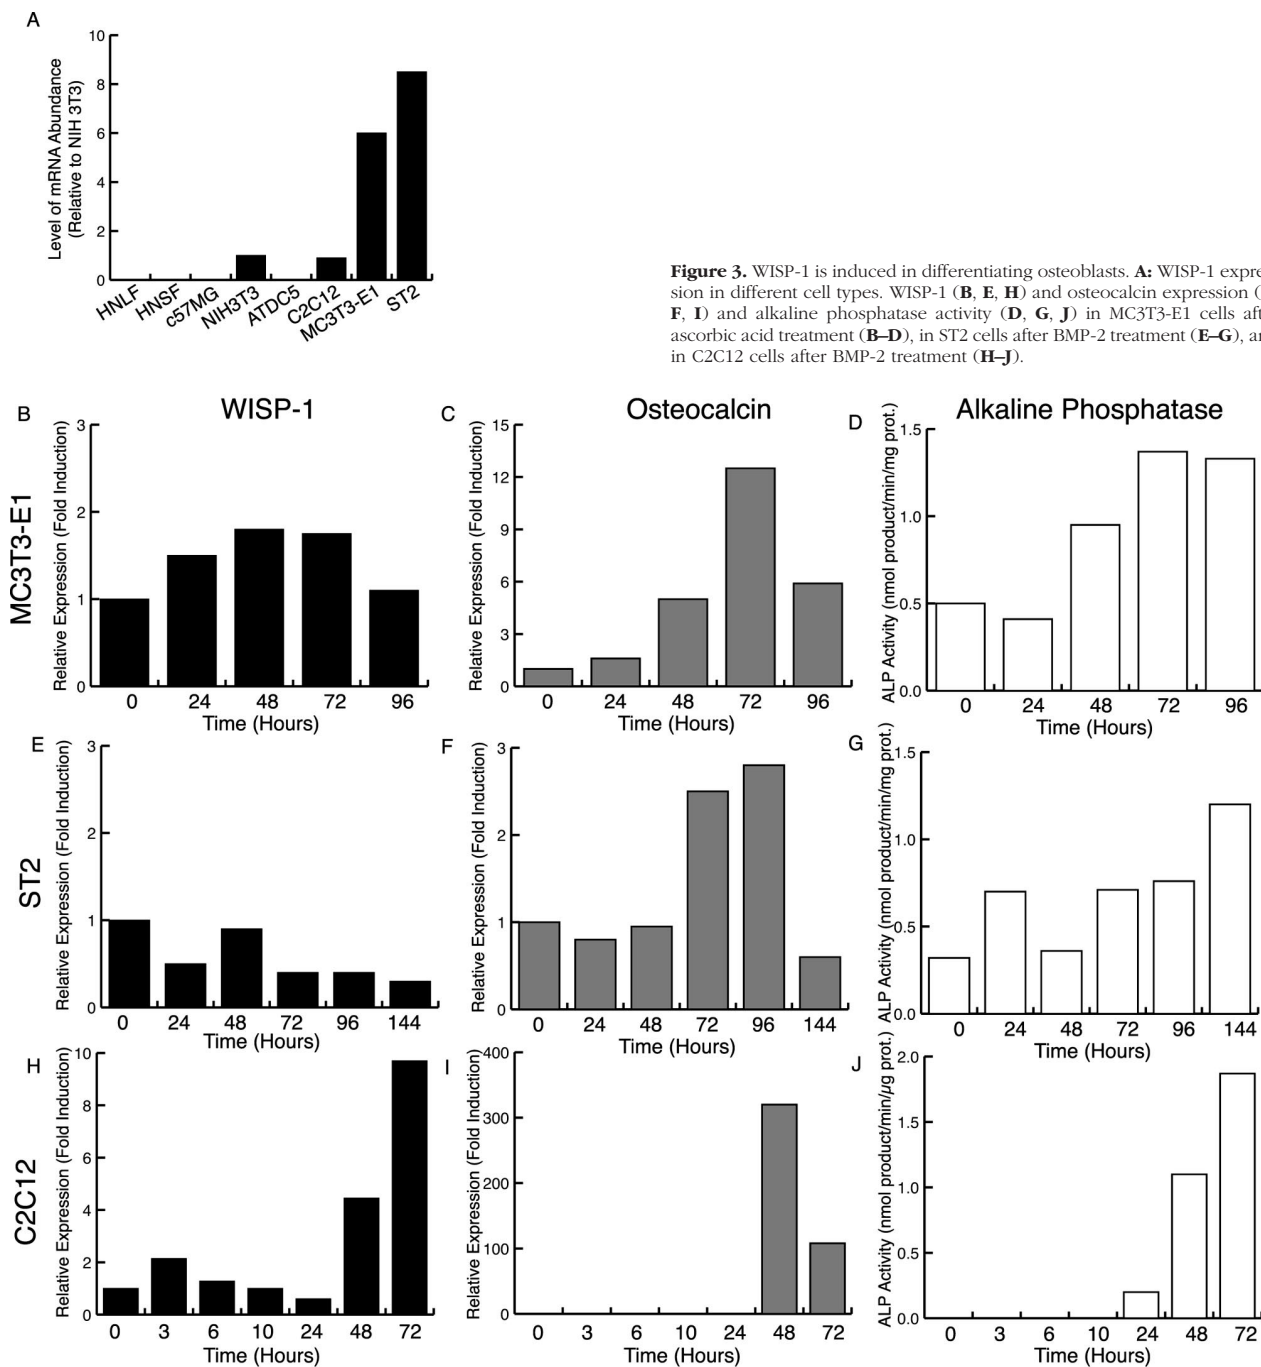 A
Level of mRNA Abundance
(Relative to NIH 3T3)
10
8
6
4
2
0
HNLF
HNSF
c57MG
NIH3T3
ATDC5
C2C12
MC3T3-E1
ST2
Figure 3. WISP-1 is induced in differentiating osteoblasts. A: WISP-1 expre
sion in different cell types. WISP-1 (B, E, H) and osteocalcin expression (
F, I) and alkaline phosphatase activity (D, G, J) in MC3T3-E1 cells aft
ascorbic acid treatment (B–D), in ST2 cells after BMP-2 treatment (E–G), an
in C2C12 cells after BMP-2 treatment (H–J).
MC3T3-E1
B
WISP-1
Relative Expression (Fold Induction)
3
2
1
0
0 24 48 72 96
Time (Hours)
C
Osteocalcin
Relative Expression (Fold Induction)
15
12
9
6
3
0
0 24 48 72 96
Time (Hours)
D
Alkaline Phosphatase
ALP Activity (nmol product/min/mg prot.)
1.5
1.0
0.5
0.0
0 24 48 72 96
Time (Hours)
ST2
E
Relative Expression (Fold Induction)
3
2
1
0
0 24 48 72 96 144
Time (Hours)
F
Relative Expression (Fold Induction)
3
2
1
0
0 24 48 72 96 144
Time (Hours)
G
ALP Activity (nmol product/min/mg prot.)
1.5
1.0
0.5
0.0
0 24 48 72 96 144
Time (Hours)
C2C12
H
Relative Expression (Fold Induction)
10
8
6
4
2
0
0 3 6 10 24 48 72
Time (Hours)
I
Relative Expression (Fold Induction)
400
300
200
100
0
0 3 6 10 24 48 72
Time (Hours)
J
ALP Activity (nmol product/min/µg prot.)
2.0
1.5
1.0
0.5
0.0
0 3 6 10 24 48 72
Time (Hours)